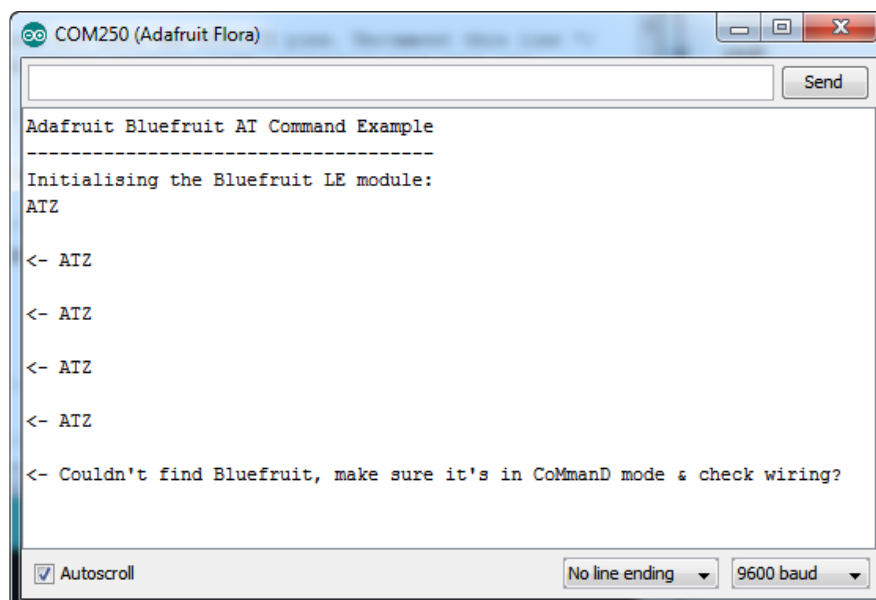 COM250 (Adafruit Flora)
Send
Adafruit Bluefruit AT Command Example
-------------------------------------
Initialising the Bluefruit LE module:
ATZ
<- ATZ
<- ATZ
<- ATZ
<- ATZ
<- Couldn't find Bluefruit, make sure it's in CoMmanD mode & check wiring?
Autoscroll
No line ending
9600 baud